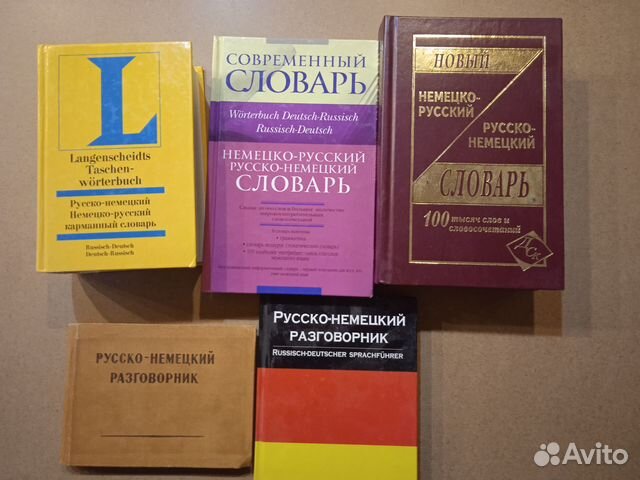 L
Langenscheidts
Taschen-
wörterbuch
Русско-немецкий
Немецко-русский
карманный словарь
Russisch-Deutsch
Deutsch-Russisch
СОВРЕМЕННЫЙ
СЛОВАРЬ
Wörterbuch Deutsch-Russisch
Russisch-Deutsch
НЕМЕЦКО-РУССКИЙ
РУССКО-НЕМЕЦКИЙ
СЛОВАРЬ
• грамматика
НОВЫЙ
НЕМЕЦКО-
РУССКИЙ
РУССКО-
НЕМЕЦКИЙ
СЛОВАРЬ
100 тысяч слов и
словосочетаний
ДСК
РУССКО-НЕМЕЦКИЙ
РАЗГОВОРНИК
РУССКО-НЕМЕЦКИЙ
РАЗГОВОРНИК
RUSSISCH-DEUTSCHER SPRACHFÜHRER
Avito